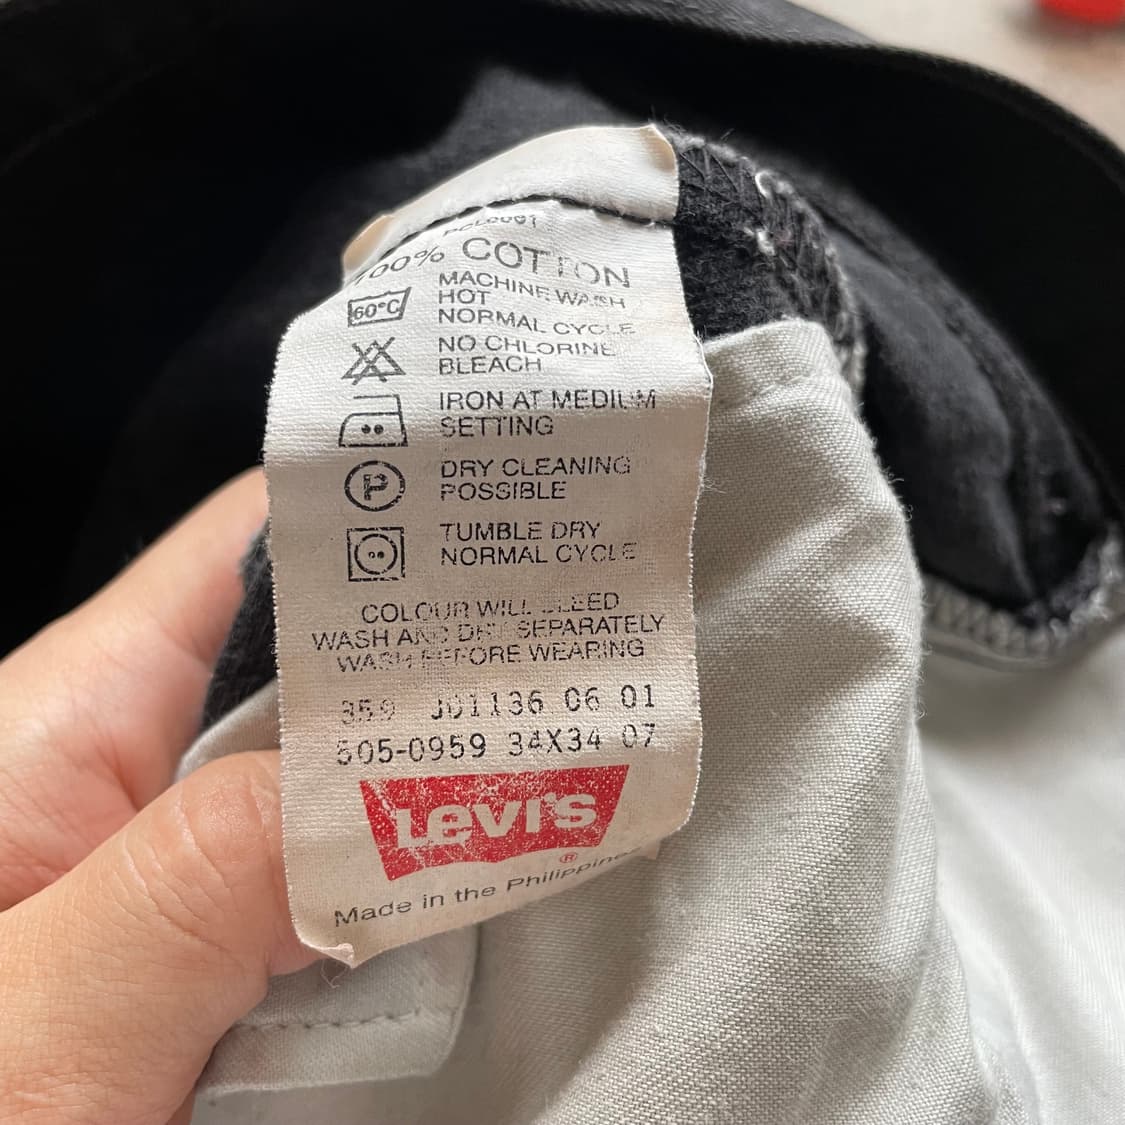 100% COTTON
60°C
MACHINE WASH
HOT
NORMAL CYCLE
NO CHLORINE
BLEACH
IRON AT MEDIUM
SETTING
P
DRY CLEANING
POSSIBLE
TUMBLE DRY
NORMAL CYCLE
COLOUR WILL BLEED
WASH AND DRY SEPARATELY
WASH BEFORE WEARING
359 J01136 06 01
505-0959 34X34 07
Levi's
®
Made in the Philippines